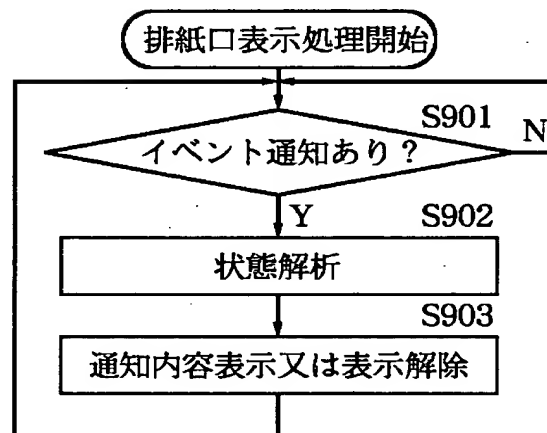 排紙口表示処理開始
S901
イベント通知あり？
N
Y
S902
状態解析
S903
通知内容表示又は表示解除